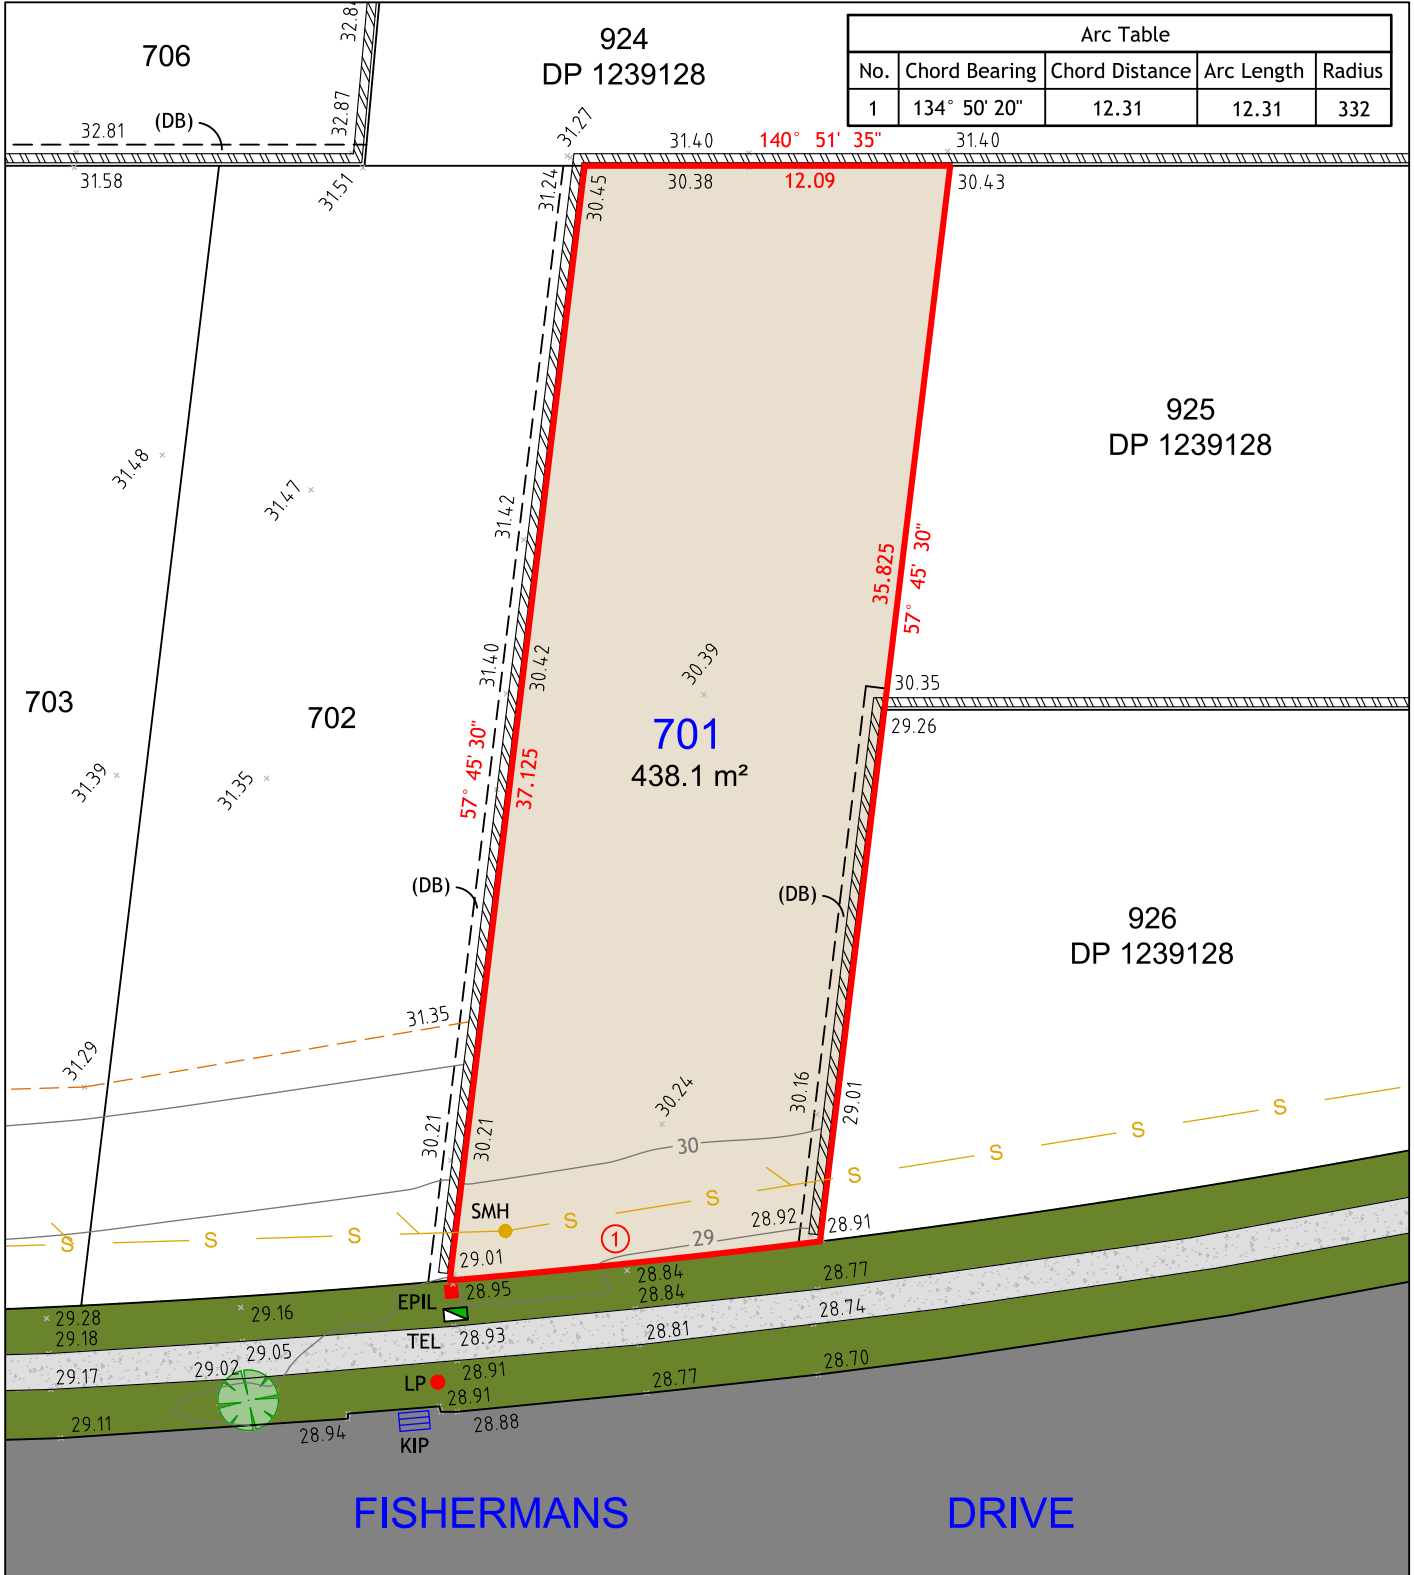 706
924
DP 1239128
Arc Table
No. Chord Bearing Chord Distance Arc Length Radius
1 134° 50' 20" 12.31 12.31 332
32.84
32.87
32.81
(DB)
31.27
31.40
140° 51' 35"
31.40
31.58
31.51
31.24
30.45
30.38
12.09
30.43
925
DP 1239128
31.48
31.47
31.42
35.825
57° 45' 30"
31.40
30.42
30.39
30.35
29.26
703
702
701
438.1 m²
57° 45' 30"
37.125
31.39
31.35
(DB)
(DB)
926
DP 1239128
31.35
31.29
30.21
30.21
30.24
30.16
29.01
30
S
S
S
S
S
S
S
S
S
SMH
28.92
28.91
1
29
29.01
28.84
28.77
EPIL
28.95
28.84
28.74
29.28
29.16
29.18
TEL
28.93
28.81
29.05
29.02
29.17
28.91
28.70
LP
28.77
28.91
29.11
28.94
28.88
KIP
FISHERMANS DRIVE